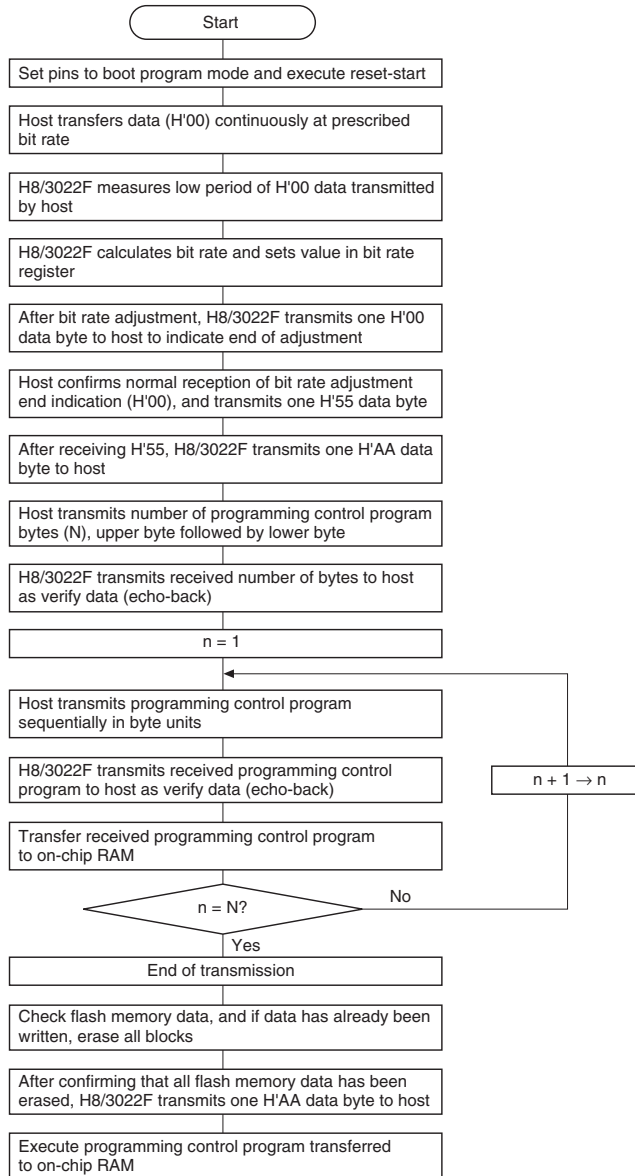 Start
Set pins to boot program mode and execute reset-start
Host transfers data (H'00) continuously at prescribed
bit rate
H8/3022F measures low period of H'00 data transmitted
by host
H8/3022F calculates bit rate and sets value in bit rate
register
After bit rate adjustment, H8/3022F transmits one H'00
data byte to host to indicate end of adjustment
Host confirms normal reception of bit rate adjustment
end indication (H'00), and transmits one H'55 data byte
After receiving H'55, H8/3022F transmits one H'AA data
byte to host
Host transmits number of programming control program
bytes (N), upper byte followed by lower byte
H8/3022F transmits received number of bytes to host
as verify data (echo-back)
n = 1
Host transmits programming control program
sequentially in byte units
H8/3022F transmits received programming control
program to host as verify data (echo-back)
n + 1 → n
Transfer received programming control program
to on-chip RAM
n = N?
No
Yes
End of transmission
Check flash memory data, and if data has already been
written, erase all blocks
After confirming that all flash memory data has been
erased, H8/3022F transmits one H'AA data byte to host
Execute programming control program transferred
to on-chip RAM